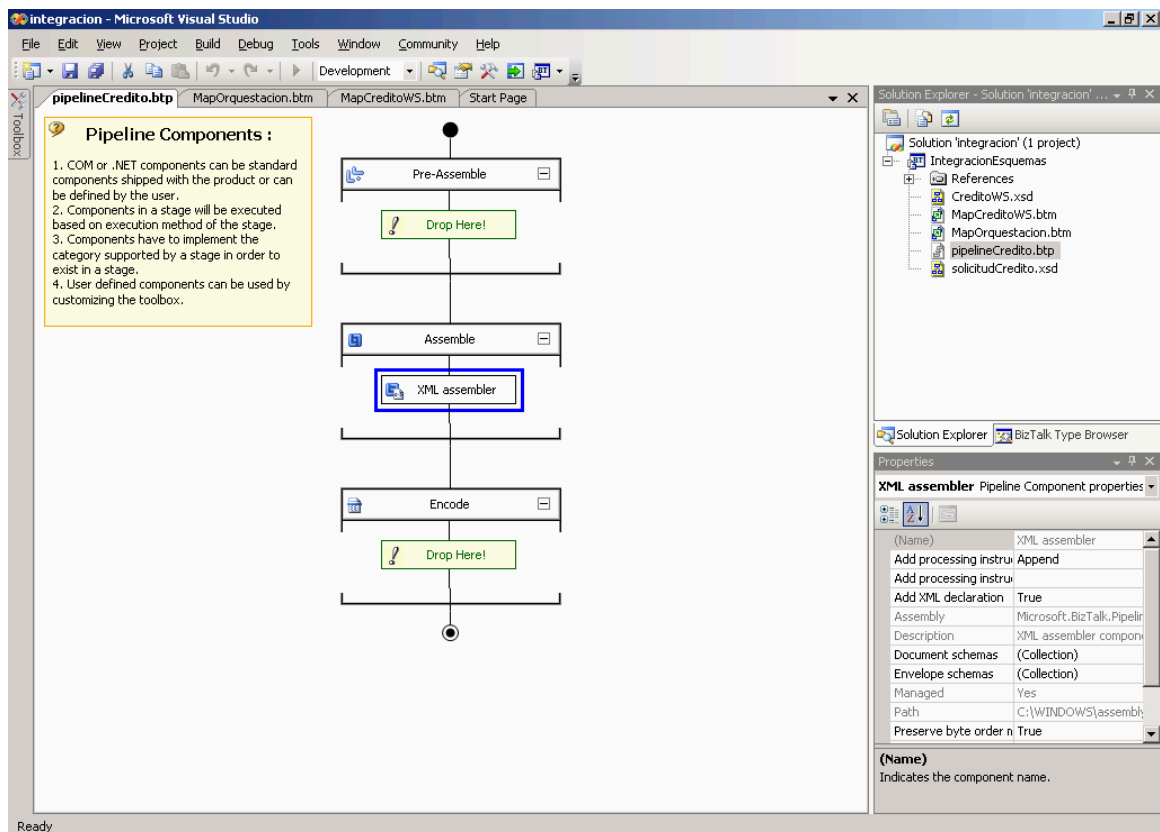 integracion - Microsoft Visual Studio
File Edit View Project Build Debug Tools Window Community Help
Development
Toolbox
pipelineCredito.btp MapOrquestacion.btm MapCreditoWS.btm Start Page
Pipeline Components :
1. COM or .NET components can be standard
components shipped with the product or can
be defined by the user.
2. Components in a stage will be executed
based on execution method of the stage.
3. Components have to implement the
category supported by a stage in order to
exist in a stage.
4. User defined components can be used by
customizing the toolbox.
Pre-Assemble
Drop Here!
Assemble
XML assembler
Encode
Drop Here!
Solution Explorer - Solution 'integracion' ...
Solution 'integracion' (1 project)
IntegracionEsquemas
References
CreditoWS.xsd
MapCreditoWS.btm
MapOrquestacion.btm
pipelineCredito.btp
solicitudCredito.xsd
Solution Explorer BizTalk Type Browser
Properties
XML assembler Pipeline Component properties
(Name) XML assembler
Add processing instru Append
Add processing instru
Add XML declaration True
Assembly Microsoft.BizTalk.Pipelin
Description XML assembler compon
Document schemas (Collection)
Envelope schemas (Collection)
Managed Yes
Path C:\WINDOWS\assembly
Preserve byte order n True
(Name)
Indicates the component name.
Ready